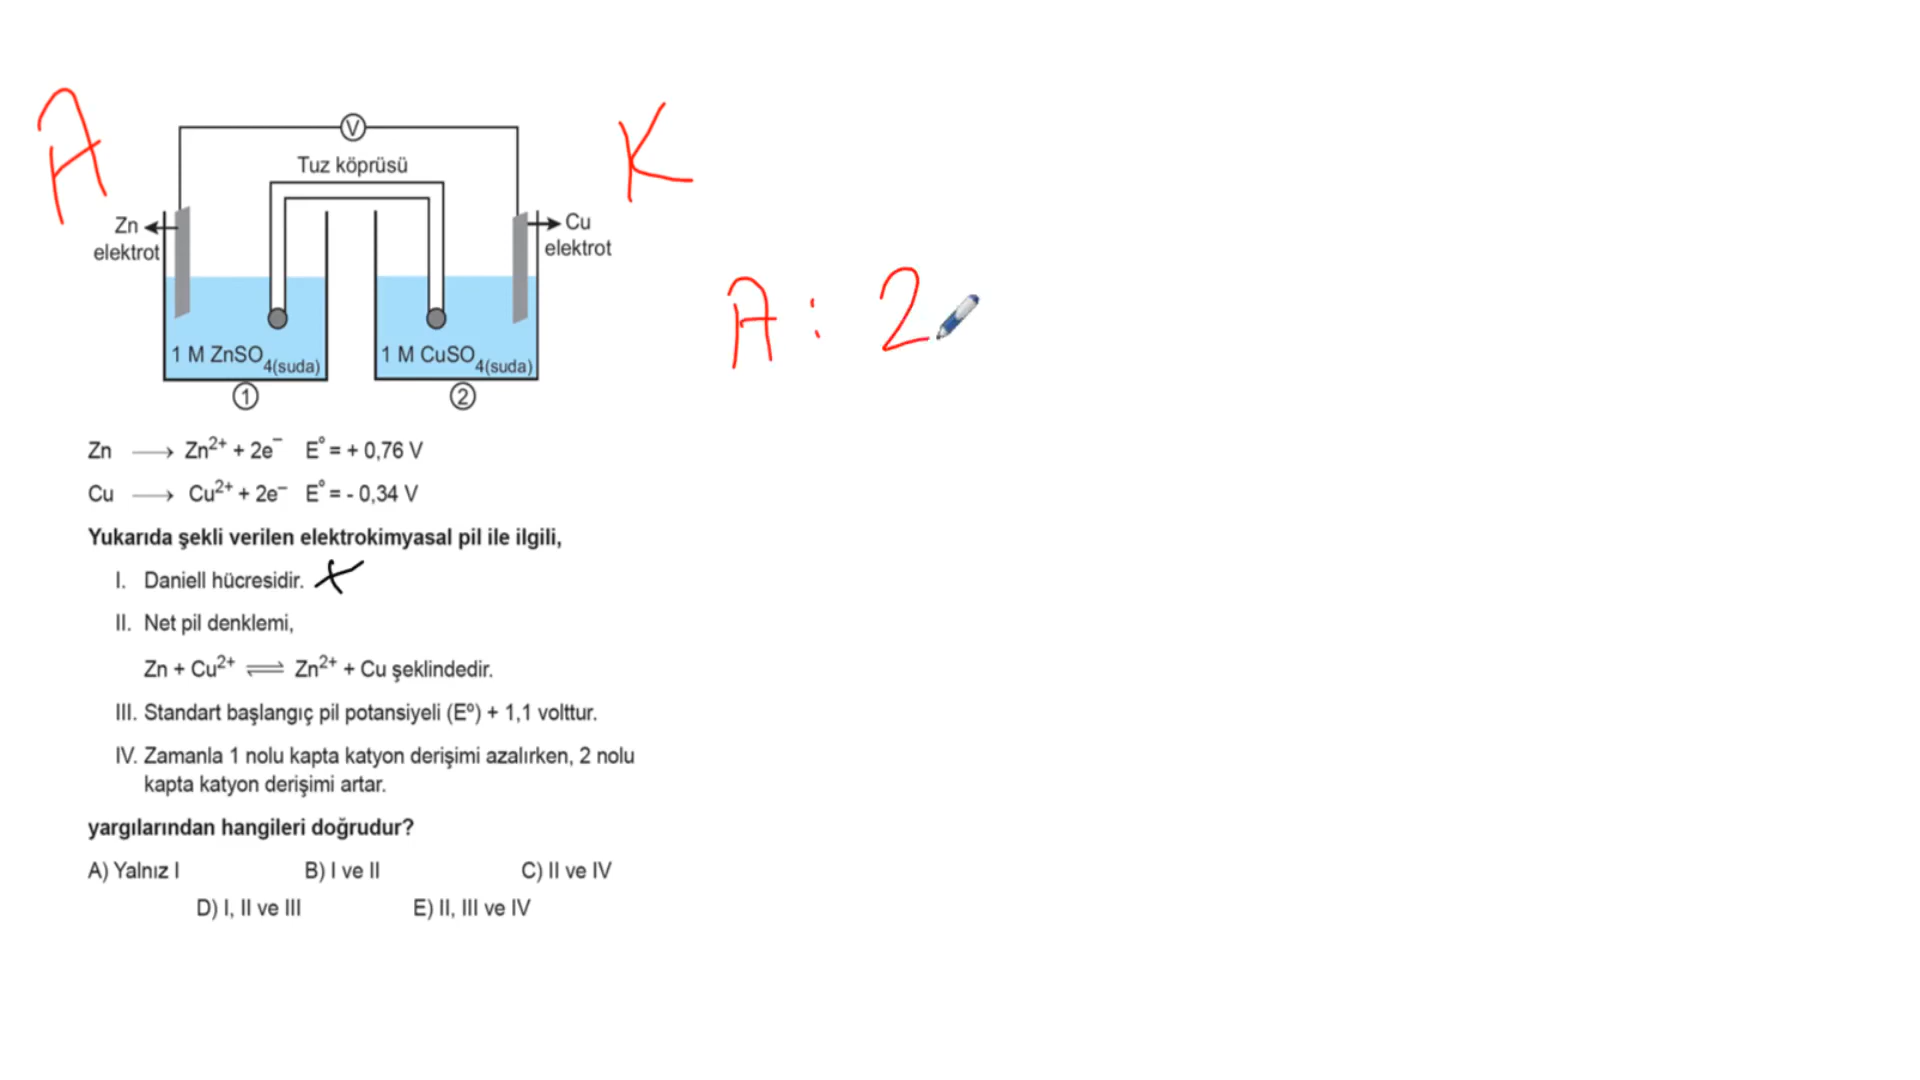 A
K
V
Tuz köprüsü
Zn
elektrot
Cu
elektrot
A : 2
1 M ZnSO4(suda)
1 M CuSO4(suda)
1
2
Zn ⟶ Zn²⁺ + 2e⁻ E° = + 0,76 V
Cu ⟶ Cu²⁺ + 2e⁻ E° = - 0,34 V
Yukarıda şekli verilen elektrokimyasal pil ile ilgili,
I. Daniell hücresidir.
II. Net pil denklemi,
Zn + Cu²⁺ ⇌ Zn²⁺ + Cu şeklindedir.
III. Standart başlangıç pil potansiyeli (Eº) + 1,1 volttur.
IV. Zamanla 1 nolu kapta katyon derişimi azalırken, 2 nolu
kapta katyon derişimi artar.
yargılarından hangileri doğrudur?
A) Yalnız I B) I ve II C) II ve IV
D) I, II ve III E) II, III ve IV